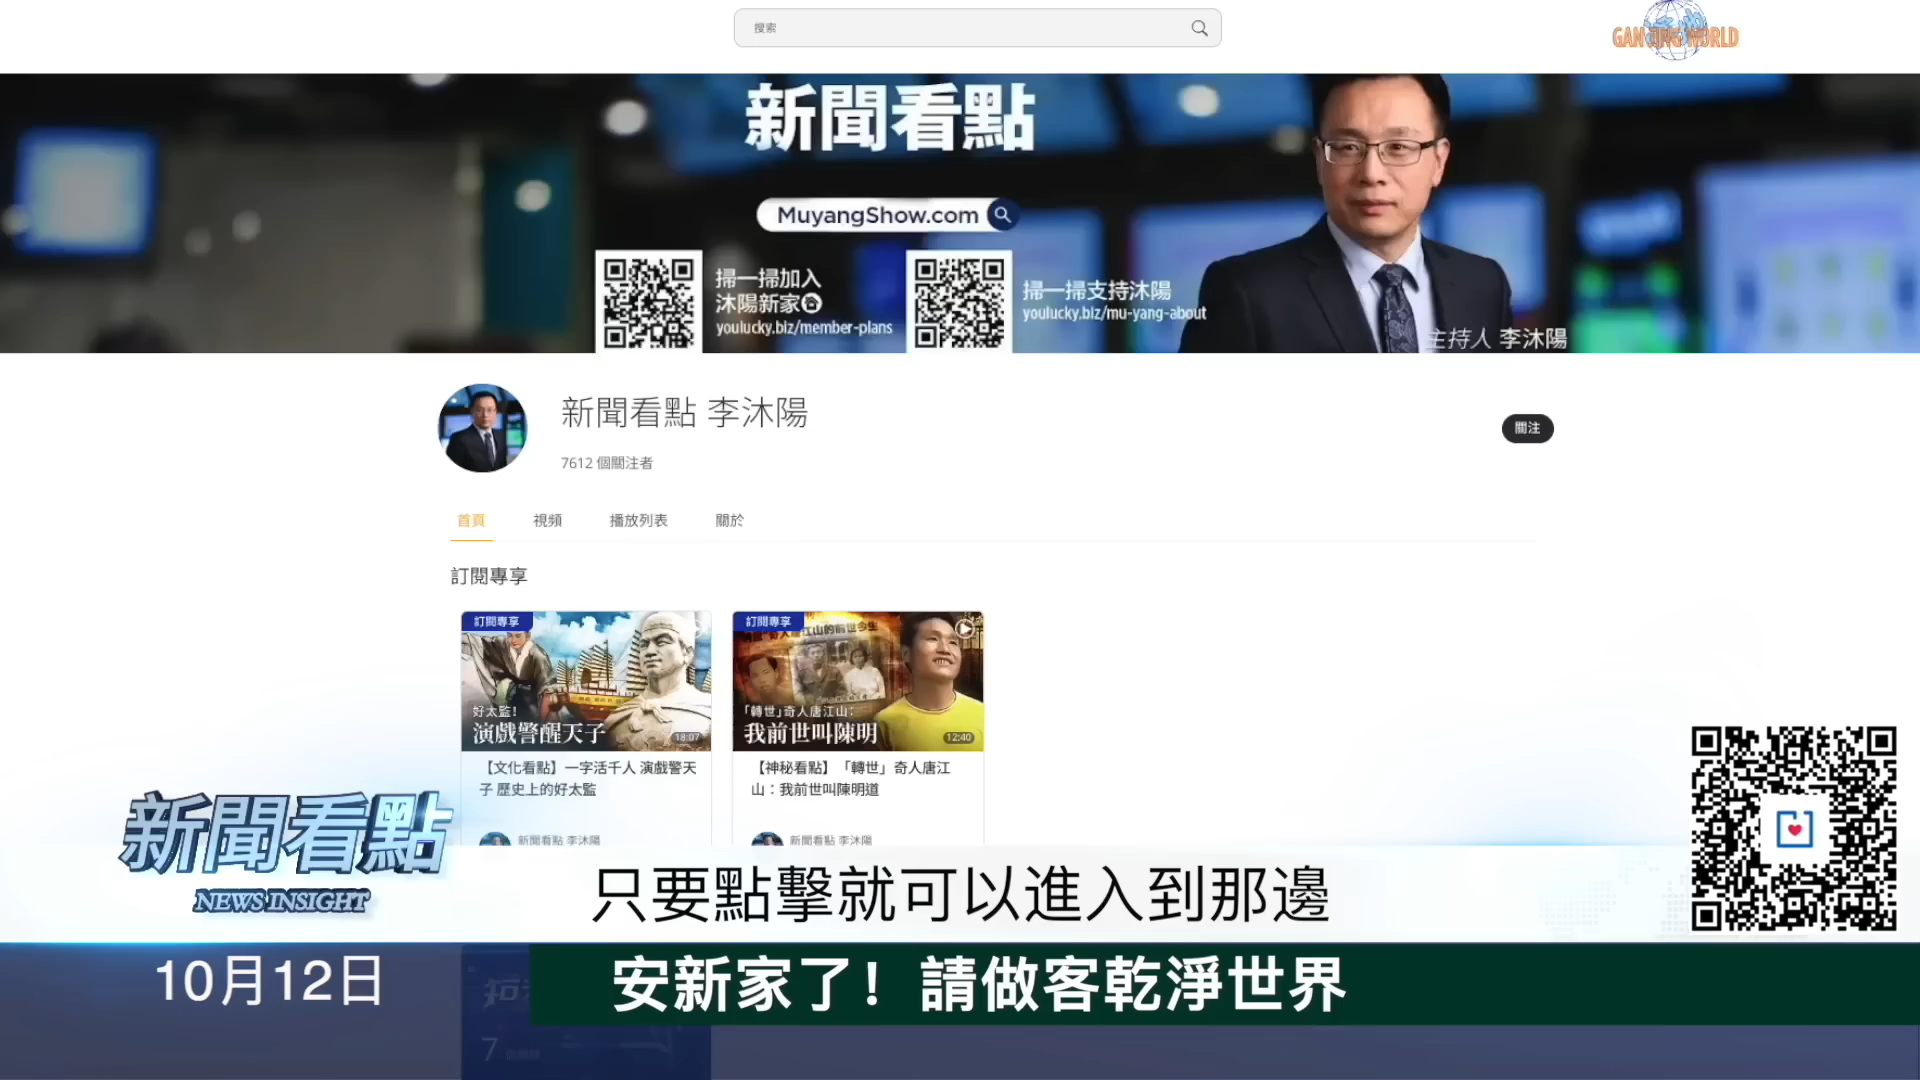 搜索
GAN JING WORLD
新聞看點
MuyangShow.com
掃一掃加入
沐陽新家
youlucky.biz/member-plans
掃一掃支持沐陽
youlucky.biz/mu-yang-about
主持人 李沐陽
新聞看點 李沐陽
7612 個關注者
關注
首頁 視頻 播放列表 關於
訂閱專享
訂閱專享
好太監!
演戲警醒天子
18:07
【文化看點】一字活千人 演戲警天
子 歷史上的好太監
新聞看點 李沐陽
訂閱專享
「轉世」奇人唐江山:
我前世叫陳明
12:40
【神秘看點】「轉世」奇人唐江
山：我前世叫陳明道
新聞看點 李沐陽
新聞看點
NEWS INSIGHT
只要點擊就可以進入到那邊
10月12日
安新家了！請做客乾淨世界
7